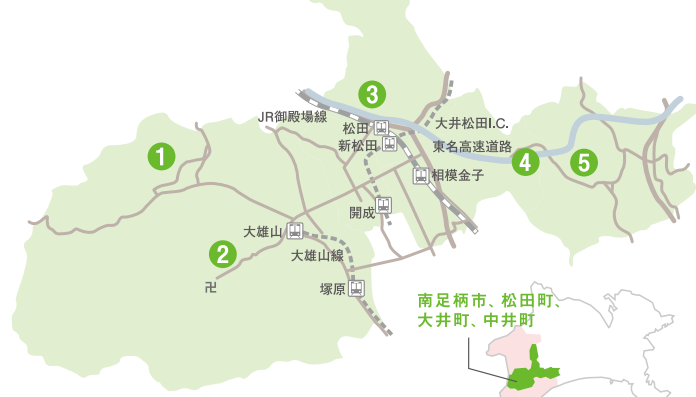 3
JR御殿場線
松田
大井松田I.C.
新松田
東名高速道路
1
4
5
相模金子
開成
大雄山
2
大雄山線
卍
塚原
南足柄市、松田町、
大井町、中井町